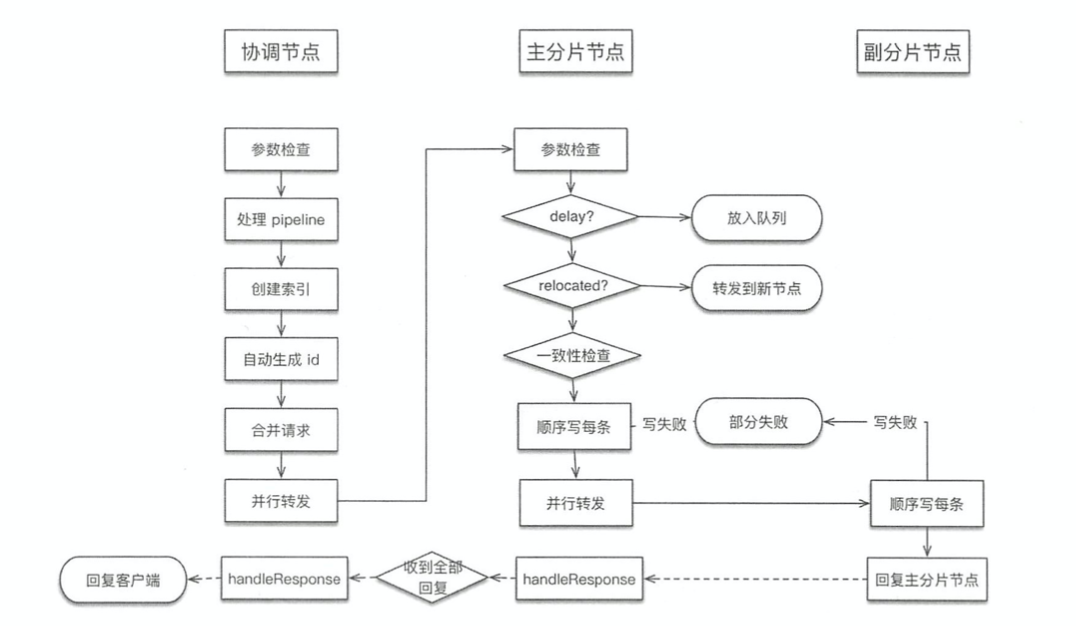 协调节点
主分片节点
副分片节点
参数检查
处理 pipeline
创建索引
自动生成 id
合并请求
并行转发
参数检查
delay?
放入队列
relocated?
转发到新节点
一致性检查
顺序写每条
写失败
部分失败
写失败
并行转发
顺序写每条
回复客户端
handleResponse
收到全部
回复
handleResponse
回复主分片节点